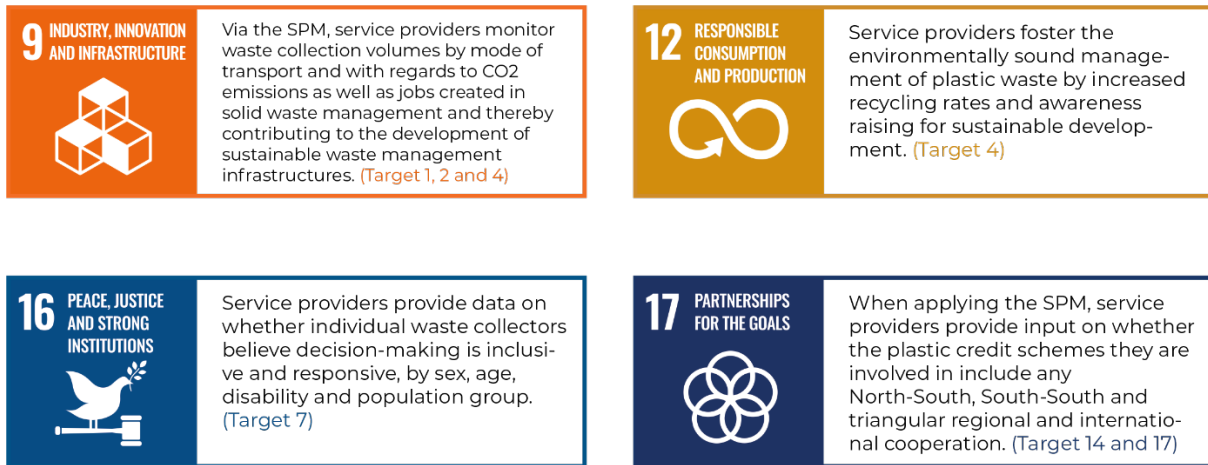 9 INDUSTRY, INNOVATION
AND INFRASTRUCTURE
Via the SPM, service providers monitor
waste collection volumes by mode of
transport and with regards to CO2
emissions as well as jobs created in
solid waste management and thereby
contributing to the development of
sustainable waste management
infrastructures. (Target 1, 2 and 4)
12 RESPONSIBLE
CONSUMPTION
AND PRODUCTION
Service providers foster the
environmentally sound manage-
ment of plastic waste by increased
recycling rates and awareness
raising for sustainable develop-
ment. (Target 4)
16 PEACE, JUSTICE
AND STRONG
INSTITUTIONS
Service providers provide data on
whether individual waste collectors
believe decision-making is inclusi-
ve and responsive, by sex, age,
disability and population group.
(Target 7)
17 PARTNERSHIPS
FOR THE GOALS
When applying the SPM, service
providers provide input on whether
the plastic credit schemes they are
involved in include any
North-South, South-South and
triangular regional and internatio-
nal cooperation. (Target 14 and 17)